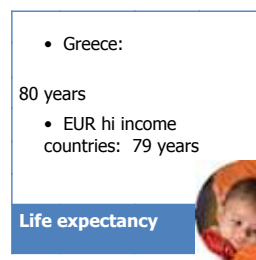 • Greece:
80 years
• EUR hi income
countries: 79 years
Life expectancy